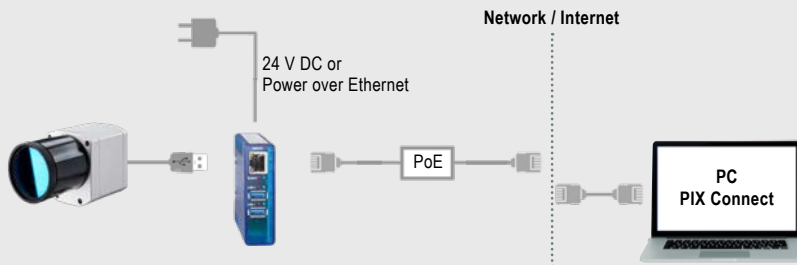 Network / Internet
24 V DC or
Power over Ethernet
PoE
PC
PIX Connect